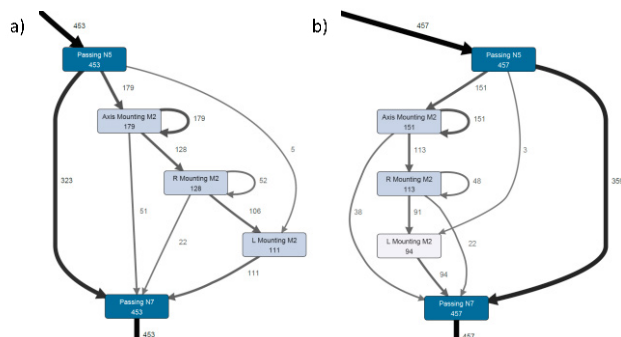 a)
453
Passing N5
453
179
Axis Mounting M2
179
179
5
128
323
R Mounting M2
128
52
51
106
22
L Mounting M2
111
111
Passing N7
453
453
b)
457
Passing N5
457
151
Axis Mounting M2
151
151
3
113
R Mounting M2
113
48
38
91
22
L Mounting M2
94
94
Passing N7
457
457